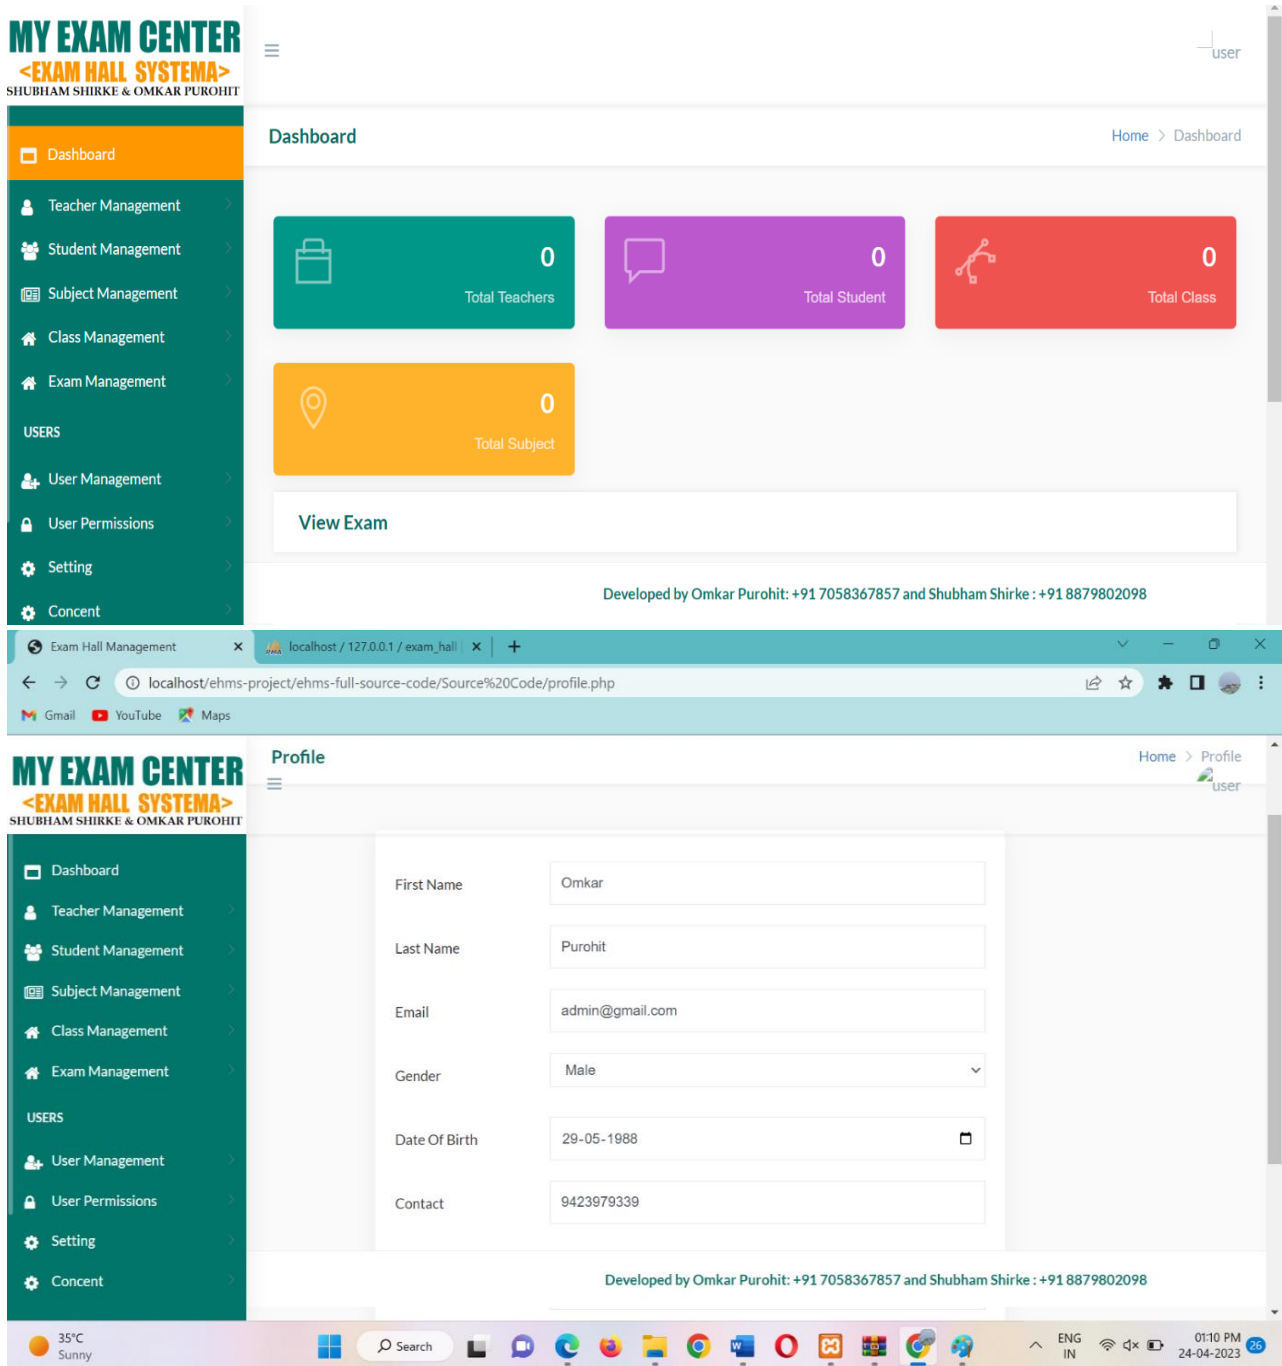 MY EXAM CENTER
<EXAM HALL SYSTEMA>
SHUBHAM SHIRKE & OMKAR PUROHIT
user
Dashboard
Home > Dashboard
Dashboard
Teacher Management
Student Management
Subject Management
Class Management
Exam Management
USERS
User Management
User Permissions
Setting
Concent
0
Total Teachers
0
Total Student
0
Total Class
0
Total Subject
View Exam
Developed by Omkar Purohit: +91 7058367857 and Shubham Shirke : +91 8879802098
Exam Hall Management
localhost / 127.0.0.1 / exam_hall
localhost/ehms-project/ehms-full-source-code/Source%20Code/profile.php
Gmail YouTube Maps
MY EXAM CENTER
<EXAM HALL SYSTEMA>
SHUBHAM SHIRKE & OMKAR PUROHIT
Profile
Home > Profile
user
Dashboard
Teacher Management
Student Management
Subject Management
Class Management
Exam Management
USERS
User Management
User Permissions
Setting
Concent
First Name Omkar
Last Name Purohit
Email admin@gmail.com
Gender Male
Date Of Birth 29-05-1988
Contact 9423979339
Developed by Omkar Purohit: +91 7058367857 and Shubham Shirke : +91 8879802098
35°C
Sunny
Search
ENG
IN
01:10 PM
24-04-2023
26